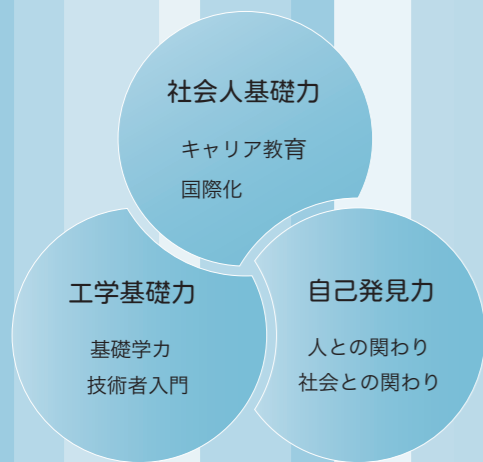 社会人基礎力
キャリア教育
国際化
工学基礎力
基礎学力
技術者入門
自己発見力
人との関わり
社会との関わり